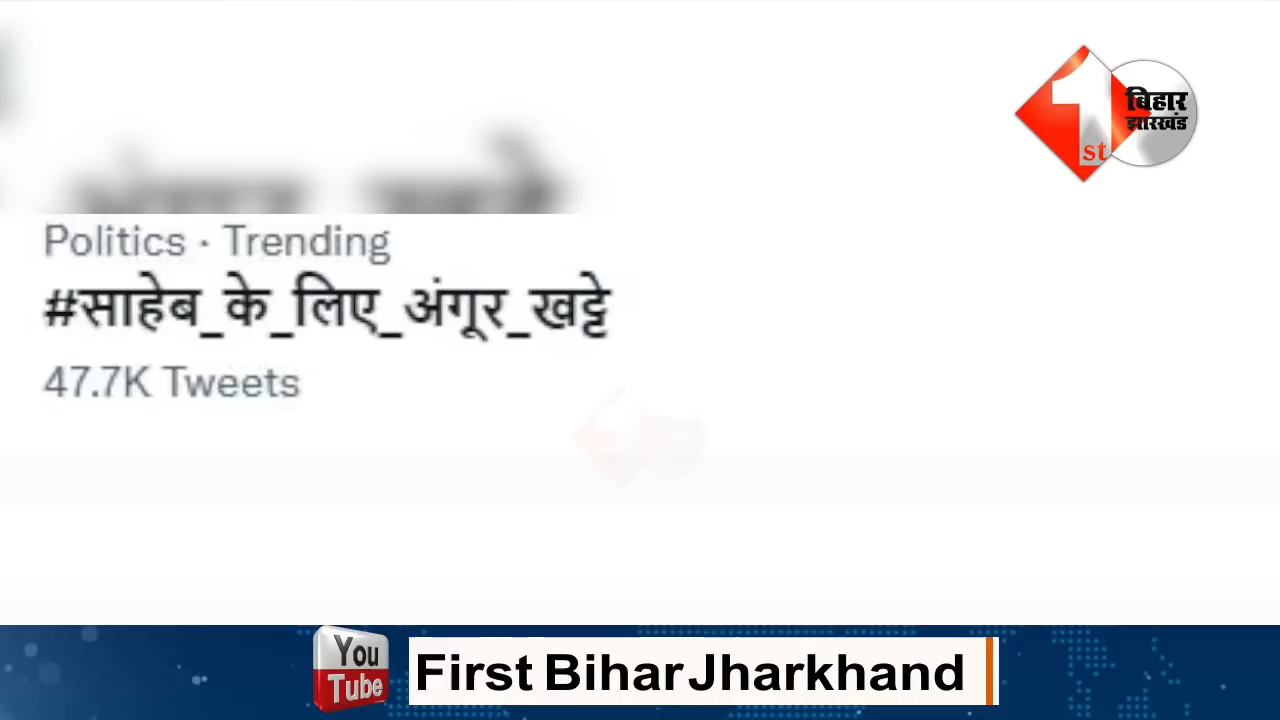 1st
बिहार
झारखंड
Politics · Trending
#साहेब_के_लिए_अंगूर_खट्टे
47.7K Tweets
You
Tube
First Bihar Jharkhand